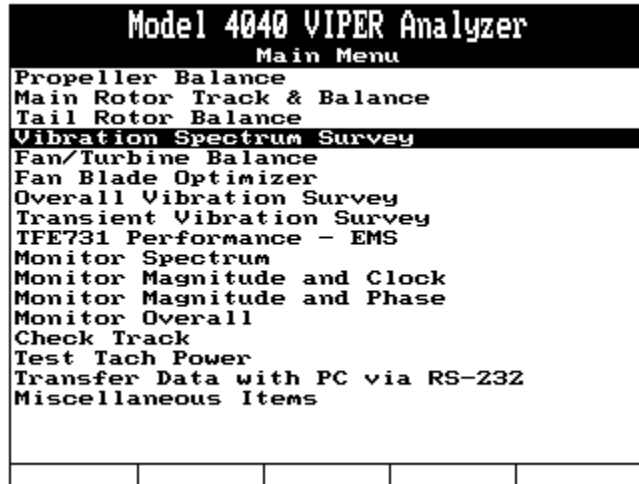 Model 4040 VIPER Analyzer
Main Menu
Propeller Balance
Main Rotor Track & Balance
Tail Rotor Balance
Vibration Spectrum Survey
Fan/Turbine Balance
Fan Blade Optimizer
Overall Vibration Survey
Transient Vibration Survey
TFE731 Performance - EMS
Monitor Spectrum
Monitor Magnitude and Clock
Monitor Magnitude and Phase
Monitor Overall
Check Track
Test Tach Power
Transfer Data with PC via RS-232
Miscellaneous Items